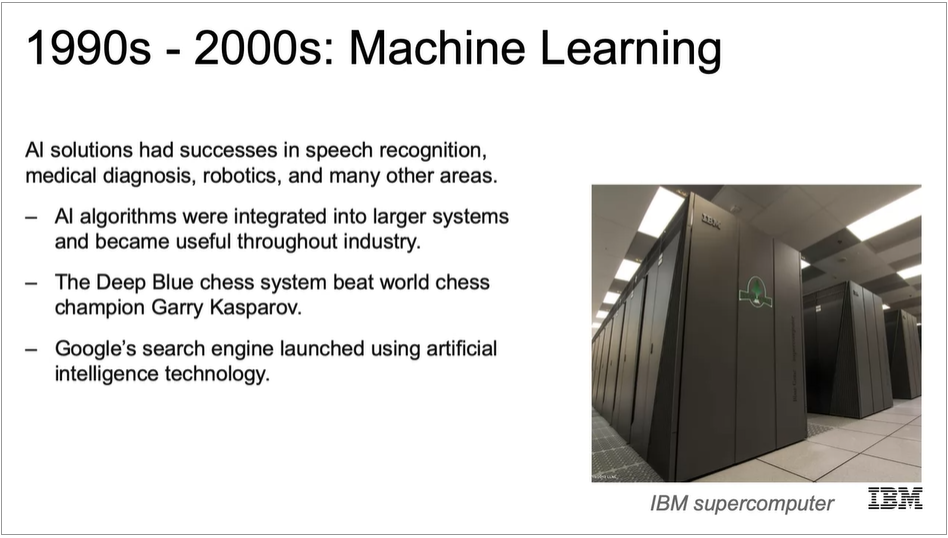 1990s - 2000s: Machine Learning
AI solutions had successes in speech recognition,
medical diagnosis, robotics, and many other areas.
– AI algorithms were integrated into larger systems
and became useful throughout industry.
– The Deep Blue chess system beat world chess
champion Garry Kasparov.
– Google's search engine launched using artificial
intelligence technology.
IBM
IBM supercomputer
IBM